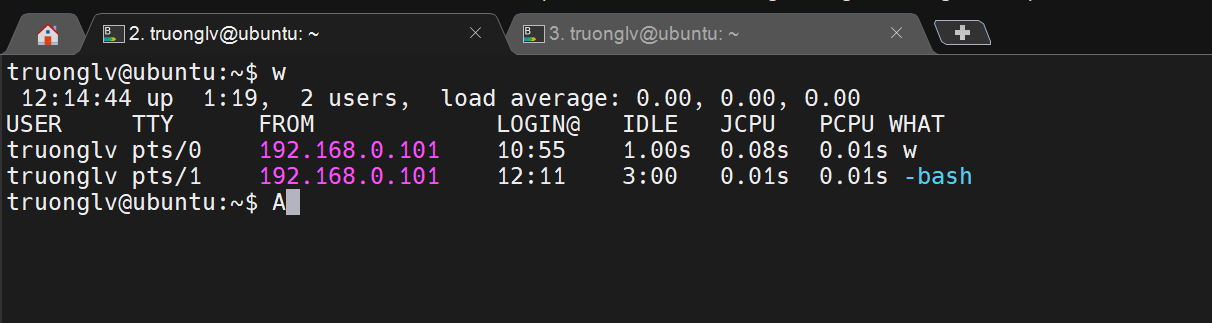 2. truonglv@ubuntu: ~ 3. truonglv@ubuntu: ~
truonglv@ubuntu:~$ w
 12:14:44 up  1:19,  2 users,  load average: 0.00, 0.00, 0.00
USER     TTY      FROM             LOGIN@   IDLE   JCPU   PCPU WHAT
truonglv pts/0    192.168.0.101    10:55    1.00s  0.08s  0.01s w
truonglv pts/1    192.168.0.101    12:11    3:00   0.01s  0.01s -bash
truonglv@ubuntu:~$ A